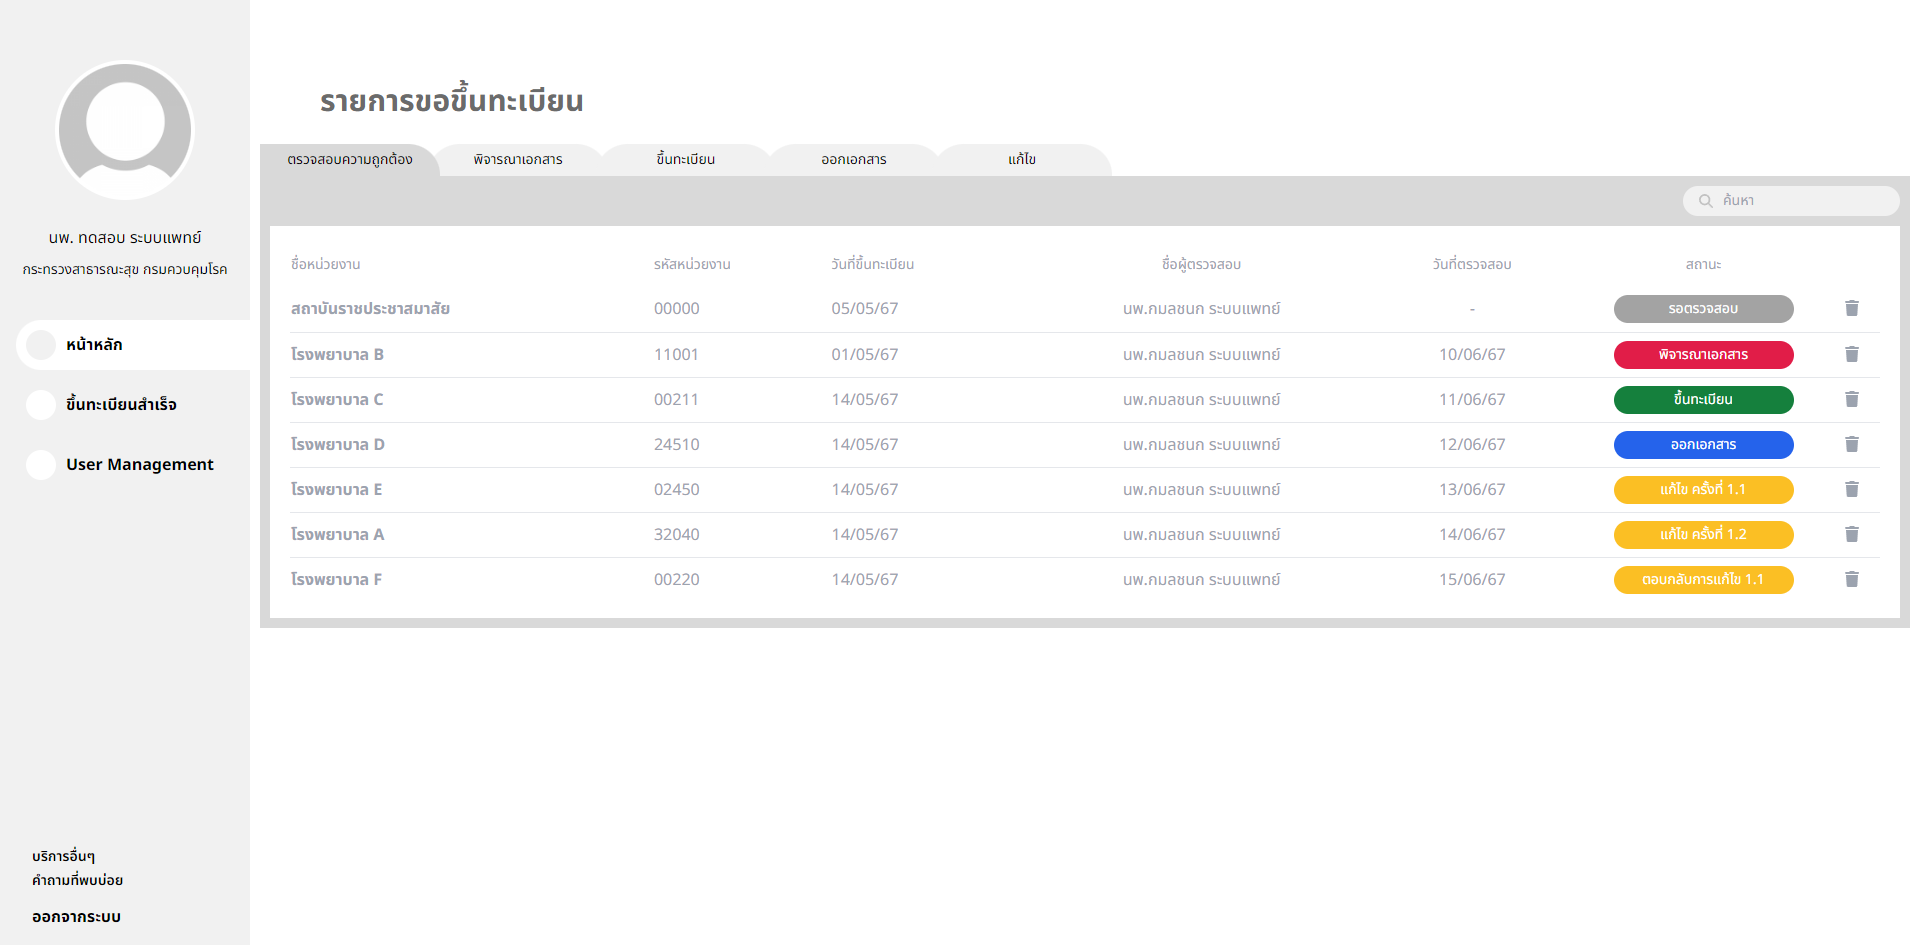 นพ. ทดสอบ ระบบแพทย์
กระทรวงสาธารณะสุข กรมควบคุมโรค
หน้าหลัก
ขึ้นทะเบียนสำเร็จ
User Management
บริการอื่นๆ
คำถามที่พบบ่อย
ออกจากระบบ
รายการขอขึ้นทะเบียน
ตรวจสอบความถูกต้อง พิจารณาเอกสาร ขึ้นทะเบียน ออกเอกสาร แก้ไข
ค้นหา
ชื่อหน่วยงาน รหัสหน่วยงาน วันที่ขึ้นทะเบียน ชื่อผู้ตรวจสอบ วันที่ตรวจสอบ สถานะ
สถาบันราชประชาสมาสัย 00000 05/05/67 นพ.กมลชนก ระบบแพทย์ - รอตรวจสอบ
โรงพยาบาล B 11001 01/05/67 นพ.กมลชนก ระบบแพทย์ 10/06/67 พิจารณาเอกสาร
โรงพยาบาล C 00211 14/05/67 นพ.กมลชนก ระบบแพทย์ 11/06/67 ขึ้นทะเบียน
โรงพยาบาล D 24510 14/05/67 นพ.กมลชนก ระบบแพทย์ 12/06/67 ออกเอกสาร
โรงพยาบาล E 02450 14/05/67 นพ.กมลชนก ระบบแพทย์ 13/06/67 แก้ไข ครั้งที่ 1.1
โรงพยาบาล A 32040 14/05/67 นพ.กมลชนก ระบบแพทย์ 14/06/67 แก้ไข ครั้งที่ 1.2
โรงพยาบาล F 00220 14/05/67 นพ.กมลชนก ระบบแพทย์ 15/06/67 ตอบกลับการแก้ไข 1.1